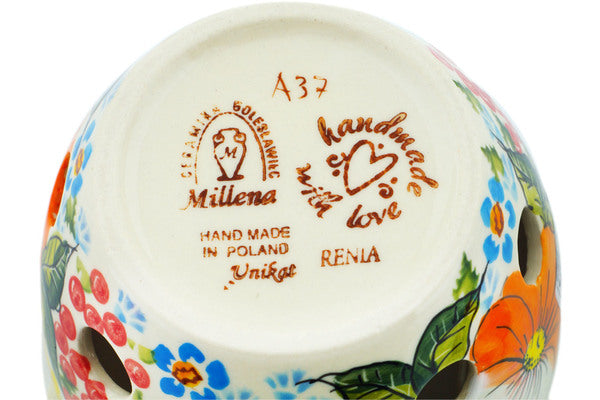 A37
CERAMIKA BOLESŁAWIEC
M
Millena
handmade
with love
HAND MADE
IN POLAND
Unikat
RENIA